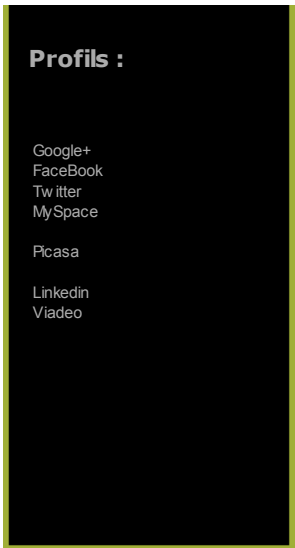 Profils :
Google+
FaceBook
Twitter
MySpace
Picasa
Linkedin
Viadeo